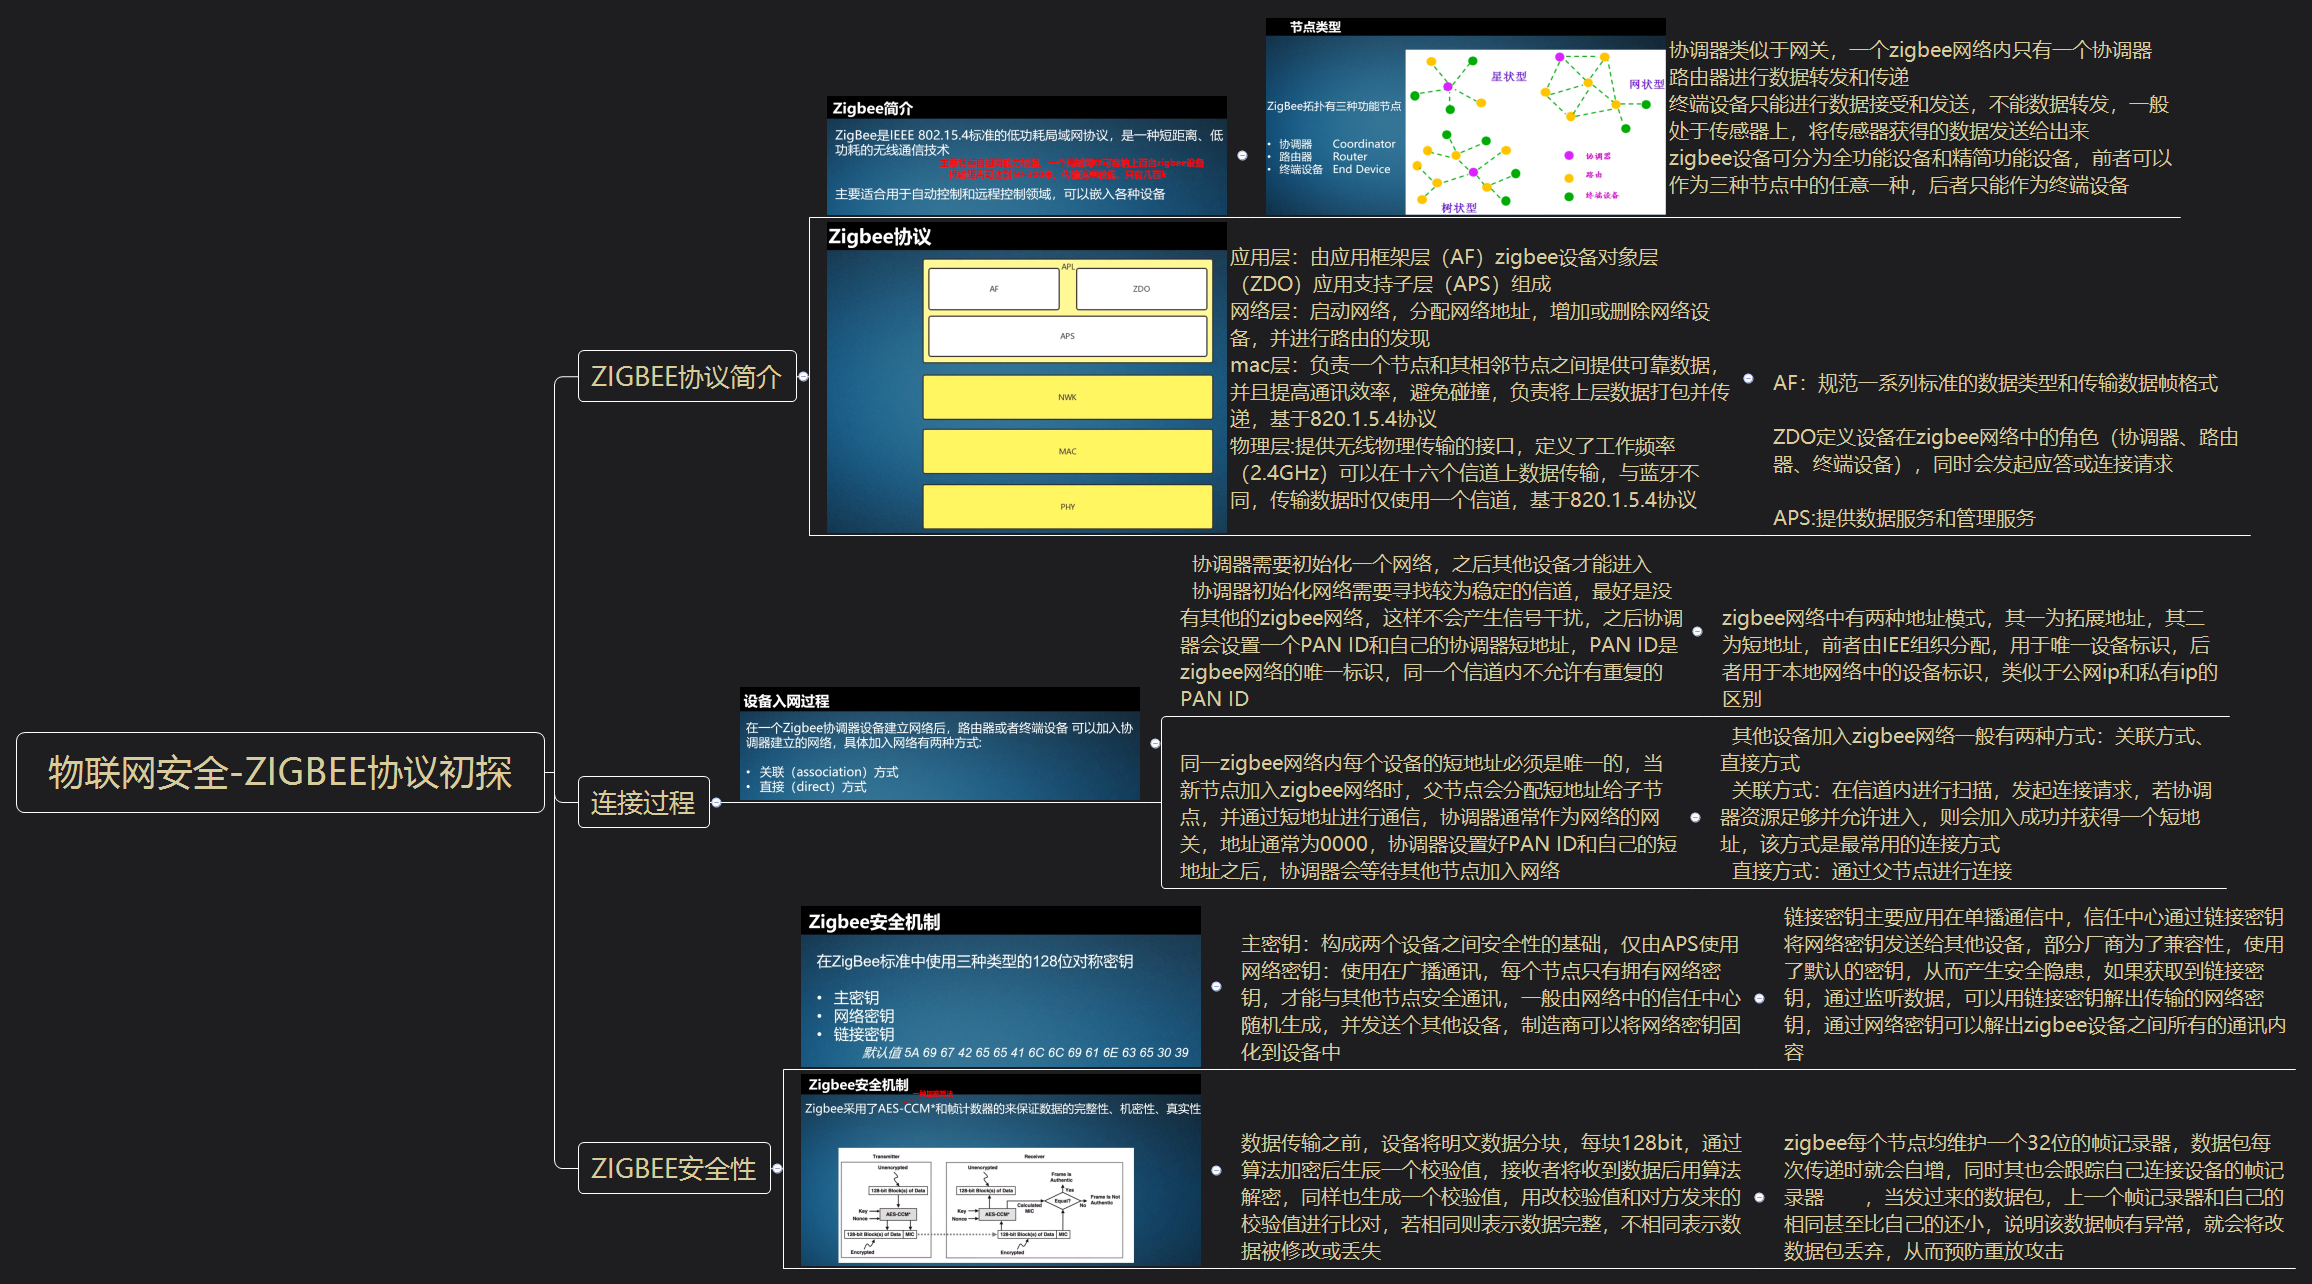 物联网安全-ZIGBEE协议初探
ZIGBEE协议简介
Zigbee简介
ZigBee是IEEE 802.15.4标准的低功耗局域网协议，是一种短距离、低
功耗的无线通信技术
主要适合用于自动控制和远程控制领域，可以嵌入各种设备
节点类型
ZigBee拓扑有三种功能节点
• 协调器 Coordinator
• 路由器 Router
• 终端设备 End Device
星状型
网状型
树状型
协调器
路由
终端设备
协调器类似于网关，一个zigbee网络内只有一个协调器
路由器进行数据转发和传递
终端设备只能进行数据接受和发送，不能数据转发，一般
处于传感器上，将传感器获得的数据发送给出来
zigbee设备可分为全功能设备和精简功能设备，前者可以
作为三种节点中的任意一种，后者只能作为终端设备
Zigbee协议
APL
AF
ZDO
APS
NWK
MAC
PHY
应用层：由应用框架层（AF）zigbee设备对象层
（ZDO）应用支持子层（APS）组成
网络层：启动网络，分配网络地址，增加或删除网络设
备，并进行路由的发现
mac层：负责一个节点和其相邻节点之间提供可靠数据，
并且提高通讯效率，避免碰撞，负责将上层数据打包并传
递，基于820.1.5.4协议
物理层:提供无线物理传输的接口，定义了工作频率
（2.4GHz）可以在十六个信道上数据传输，与蓝牙不
同，传输数据时仅使用一个信道，基于820.1.5.4协议
AF：规范一系列标准的数据类型和传输数据帧格式
ZDO定义设备在zigbee网络中的角色（协调器、路由
器、终端设备），同时会发起应答或连接请求
APS:提供数据服务和管理服务
连接过程
设备入网过程
在一个Zigbee协调器设备建立网络后，路由器或者终端设备 可以加入协
调器建立的网络，具体加入网络有两种方式:
• 关联（association）方式
• 直接（direct）方式
协调器需要初始化一个网络，之后其他设备才能进入
协调器初始化网络需要寻找较为稳定的信道，最好是没
有其他的zigbee网络，这样不会产生信号干扰，之后协调
器会设置一个PAN ID和自己的协调器短地址，PAN ID是
zigbee网络的唯一标识，同一个信道内不允许有重复的
PAN ID
zigbee网络中有两种地址模式，其一为拓展地址，其二
为短地址，前者由IEE组织分配，用于唯一设备标识，后
者用于本地网络中的设备标识，类似于公网ip和私有ip的
区别
同一zigbee网络内每个设备的短地址必须是唯一的，当
新节点加入zigbee网络时，父节点会分配短地址给子节
点，并通过短地址进行通信，协调器通常作为网络的网
关，地址通常为0000，协调器设置好PAN ID和自己的短
地址之后，协调器会等待其他节点加入网络
其他设备加入zigbee网络一般有两种方式：关联方式、
直接方式
关联方式：在信道内进行扫描，发起连接请求，若协调
器资源足够并允许进入，则会加入成功并获得一个短地
址，该方式是最常用的连接方式
直接方式：通过父节点进行连接
ZIGBEE安全性
Zigbee安全机制
在ZigBee标准中使用三种类型的128位对称密钥
• 主密钥
• 网络密钥
• 链接密钥
默认值 5A 69 67 42 65 65 41 6C 6C 69 61 6E 63 65 30 39
主密钥：构成两个设备之间安全性的基础，仅由APS使用
网络密钥：使用在广播通讯，每个节点只有拥有网络密
钥，才能与其他节点安全通讯，一般由网络中的信任中心
随机生成，并发送个其他设备，制造商可以将网络密钥固
化到设备中
链接密钥主要应用在单播通信中，信任中心通过链接密钥
将网络密钥发送给其他设备，部分厂商为了兼容性，使用
了默认的密钥，从而产生安全隐患，如果获取到链接密
钥，通过监听数据，可以用链接密钥解出传输的网络密
钥，通过网络密钥可以解出zigbee设备之间所有的通讯内
容
Zigbee安全机制
一种加密算法
Zigbee采用了AES-CCM*和帧计数器的来保证数据的完整性、机密性、真实性
Transmitter
Unencrypted
128-bit Block(s) of Data
Key
Nonce
AES-CCM*
128-bit Block(s) of Data MIC
Encrypted
Receiver
Unencrypted
128-bit Block(s) of Data
Key
Nonce
AES-CCM*
Calculated
MIC
Frame Is
Authentic
Yes
Equal?
No
Frame Is Not
Authentic
128-bit Block(s) of Data MIC
Encrypted
数据传输之前，设备将明文数据分块，每块128bit，通过
算法加密后生辰一个校验值，接收者将收到数据后用算法
解密，同样也生成一个校验值，用改校验值和对方发来的
校验值进行比对，若相同则表示数据完整，不相同表示数
据被修改或丢失
zigbee每个节点均维护一个32位的帧记录器，数据包每
次传递时就会自增，同时其也会跟踪自己连接设备的帧记
录器 ，当发过来的数据包，上一个帧记录器和自己的
相同甚至比自己的还小，说明该数据帧有异常，就会将改
数据包丢弃，从而预防重放攻击